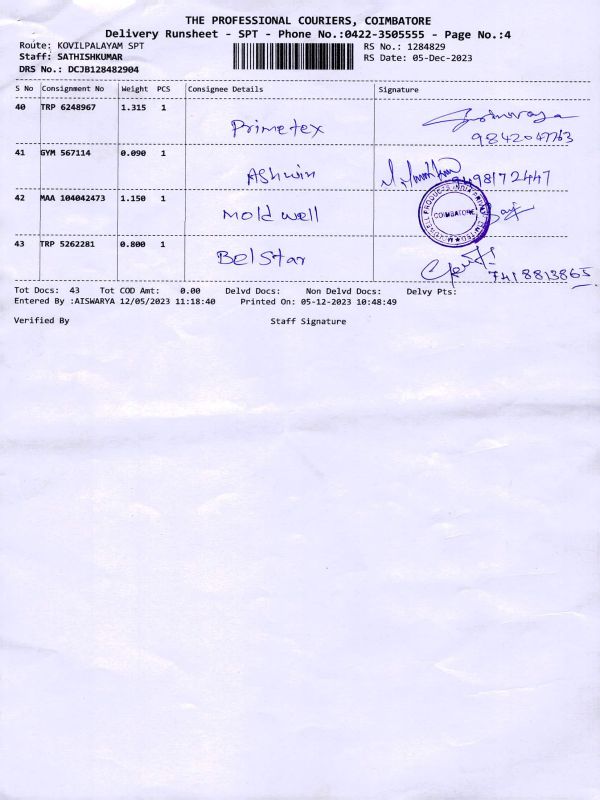 THE PROFESSIONAL COURIERS, COIMBATORE
Delivery Runsheet - SPT - Phone No.:0422-3505555 - Page No.:4
Route: KOVILPALAYAM SPT
RS No.: 1284829
Staff: SATHISHKUMAR
RS Date: 05-Dec-2023
DRS No.: DCJB128482904
S No Consignment No Weight PCS Consignee Details Signature
40 TRP 6248967 1.315 1
Primetex
9842047763
41 GYM 567114 0.090 1
Ashwin
9498172447
42 MAA 104042473 1.150 1
Mold well
COIMBATORE
43 TRP 5262281 0.800 1
Bel Star
7418813865
Tot Docs: 43 Tot COD Amt: 0.00 Delvd Docs: Non Delvd Docs: Delvy Pts:
Entered By :AISWARYA 12/05/2023 11:18:40 Printed On: 05-12-2023 10:48:49
Verified By Staff Signature